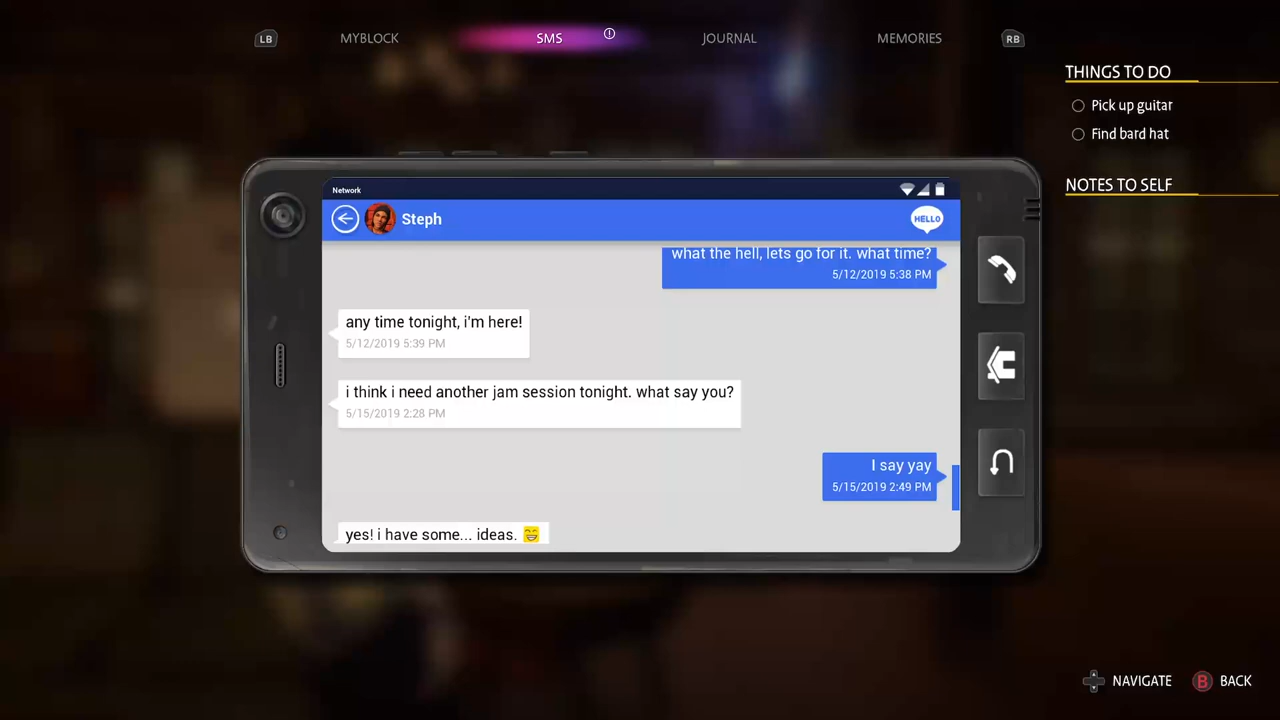 LB
MYBLOCK
SMS
JOURNAL
MEMORIES
RB
THINGS TO DO
Pick up guitar
Find bard hat
NOTES TO SELF
Network
Steph
HELLO
what the hell, lets go for it. what time?
5/12/2019 5:38 PM
any time tonight, i'm here!
5/12/2019 5:39 PM
i think i need another jam session tonight. what say you?
5/15/2019 2:28 PM
I say yay
5/15/2019 2:49 PM
yes! i have some... ideas. 😄
NAVIGATE
B BACK